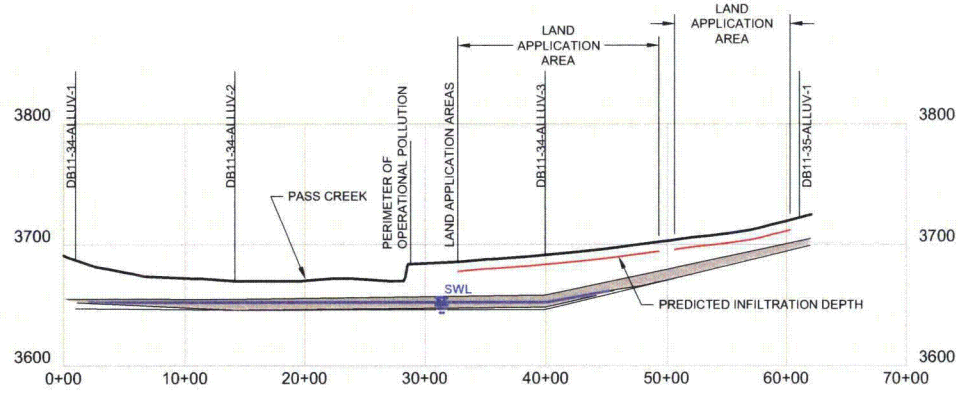 LAND
APPLICATION
AREA
LAND
APPLICATION
AREA
3800
3800
DB11-34-ALLUV-1
DB11-34-ALLUV-2
PERIMETER OF
OPERATIONAL POLLUTION
LAND APPLICATION AREAS
DB11-34-ALLUV-3
DB11-35-ALLUV-1
PASS CREEK
3700
3700
SWL
PREDICTED INFILTRATION DEPTH
3600
3600
0+00
10+00
20+00
30+00
40+00
50+00
60+00
70+00